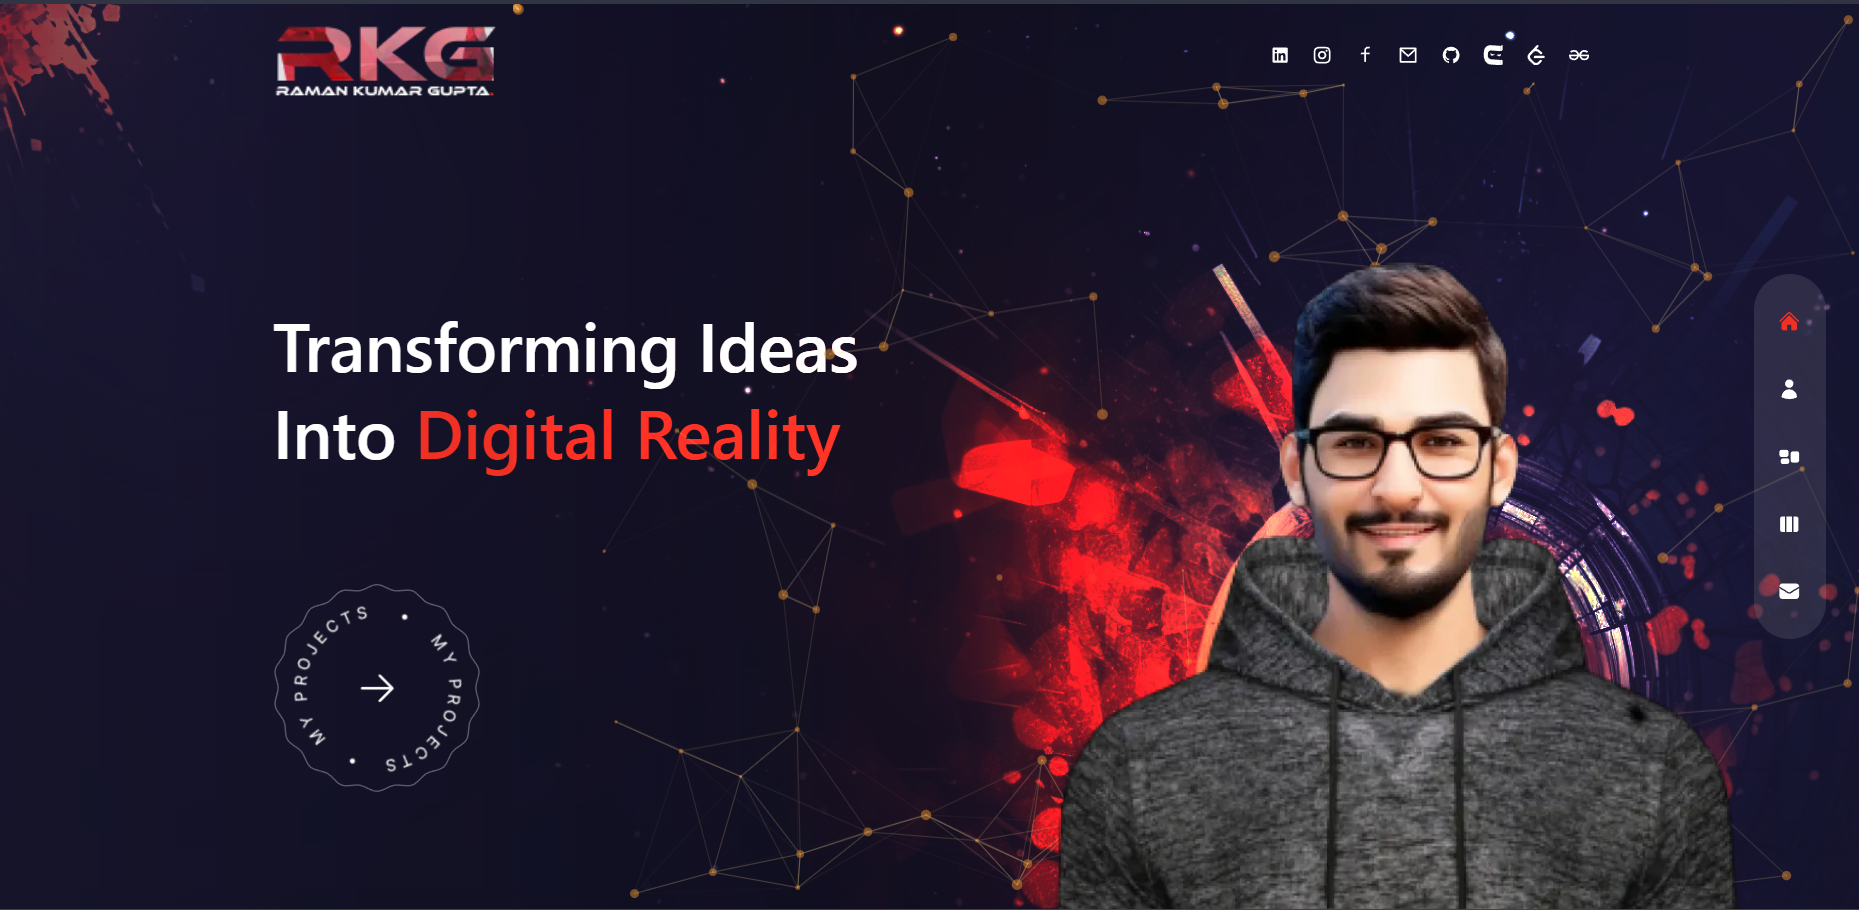 RKG
RAMAN KUMAR GUPTA.
Transforming Ideas
Into Digital Reality
MY PROJECTS • MY PROJECTS •